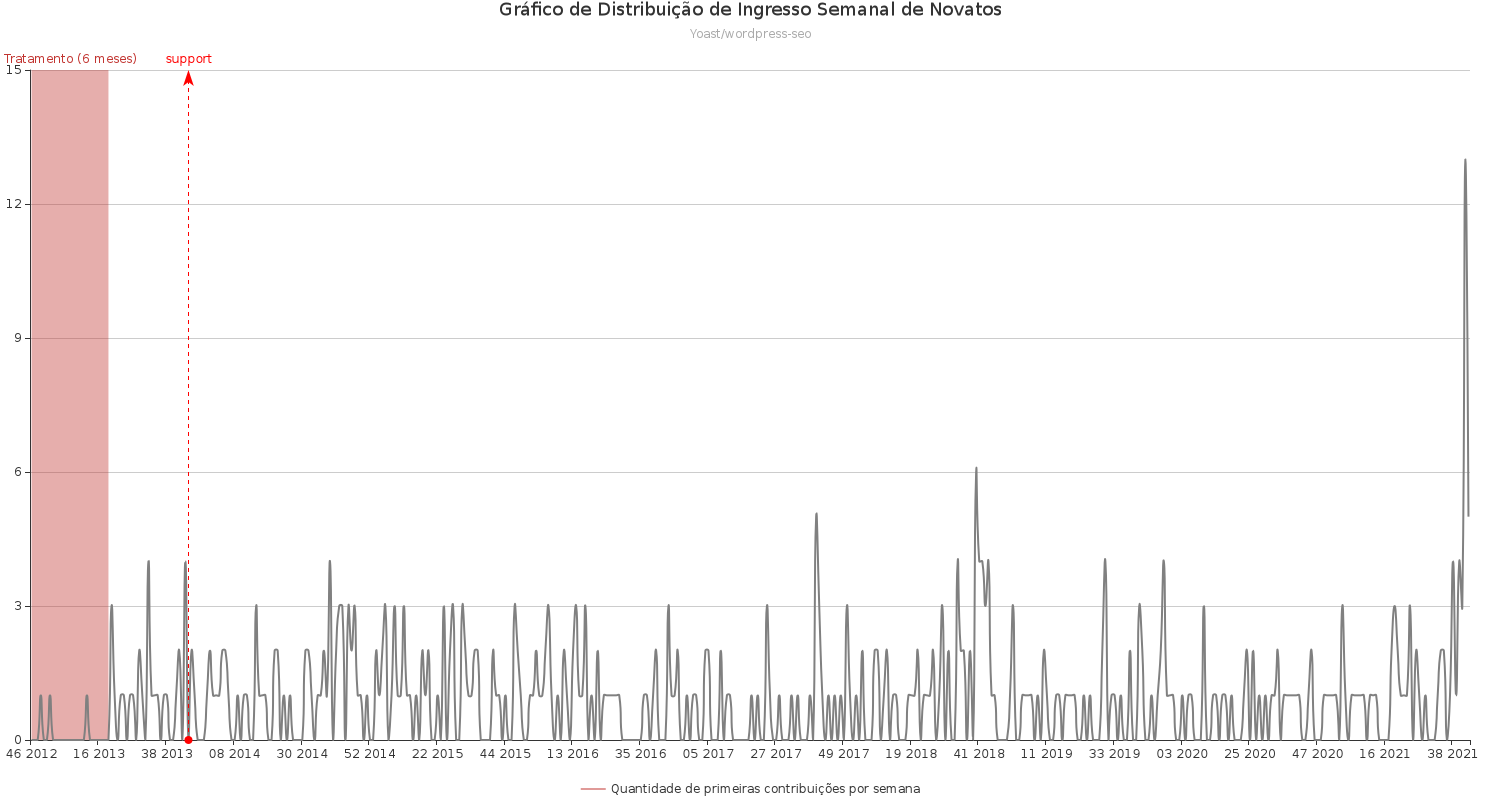 Gráfico de Distribuição de Ingresso Semanal de Novatos
Yoast/wordpress-seo
Tratamento (6 meses) support
15
12
9
6
3
0
46 2012 16 2013 38 2013 08 2014 30 2014 52 2014 22 2015 44 2015 13 2016 35 2016 05 2017 27 2017 49 2017 19 2018 41 2018 11 2019 33 2019 03 2020 25 2020 47 2020 16 2021 38 2021
Quantidade de primeiras contribuições por semana